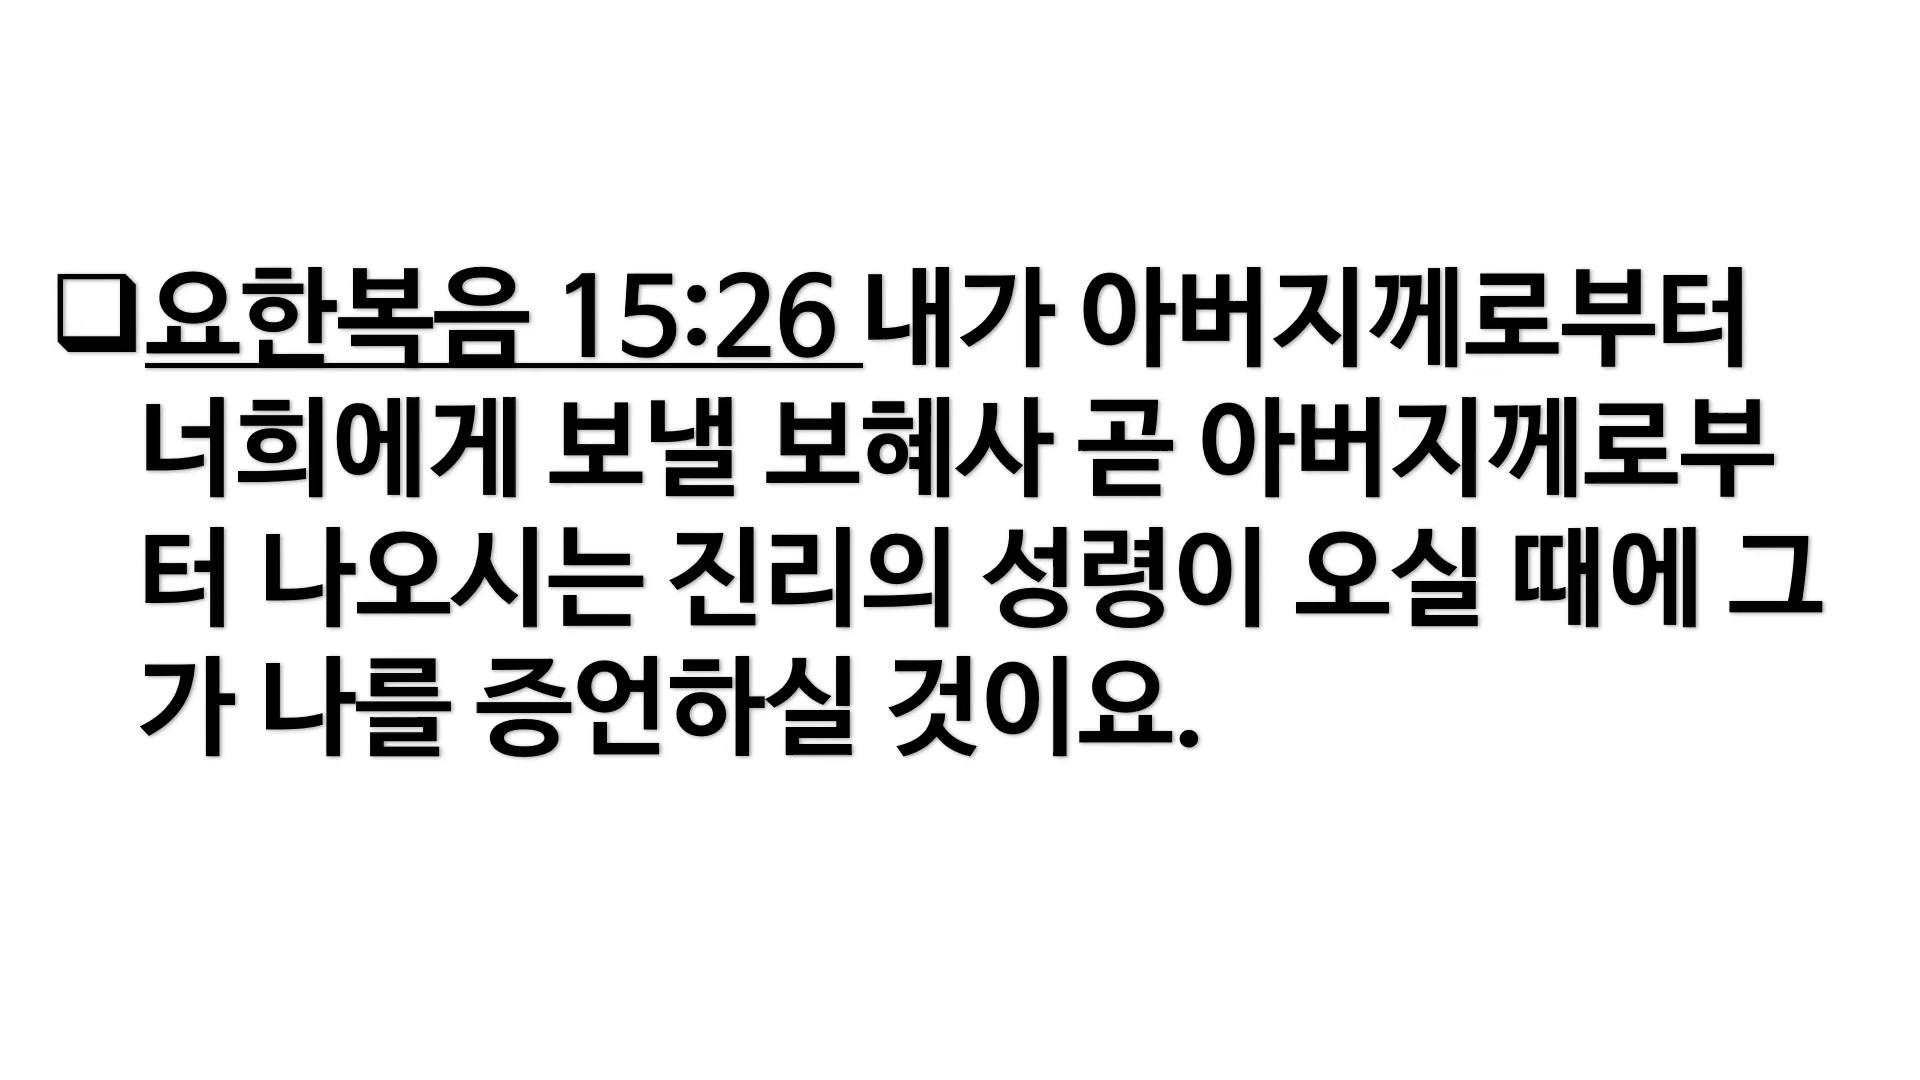 ❑요한복음 15:26 내가 아버지께로부터
너희에게 보낼 보혜사 곧 아버지께로부
터 나오시는 진리의 성령이 오실 때에 그
가 나를 증언하실 것이요.